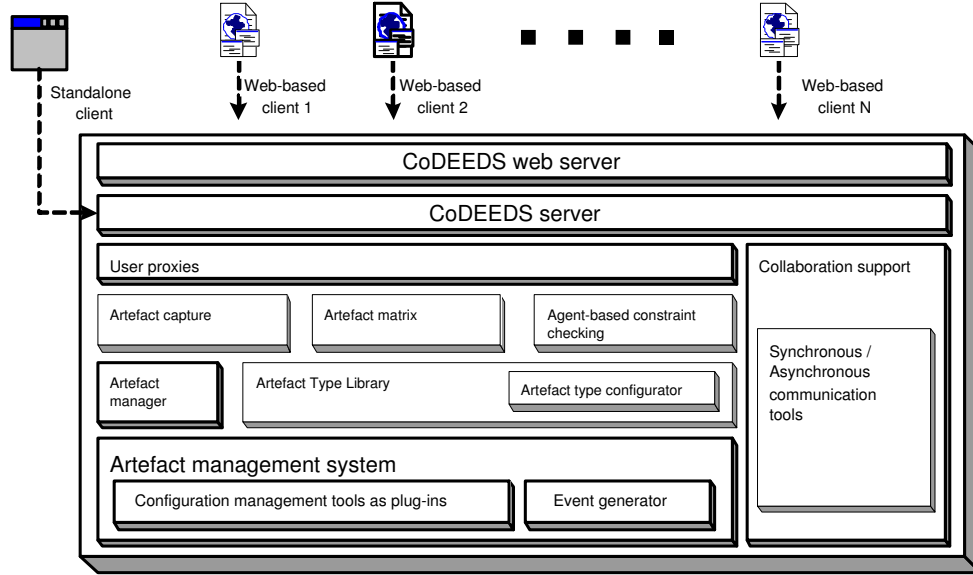 Standalone
client
Web-based
client 1
Web-based
client 2
Web-based
client N
CoDEEDS web server
CoDEEDS server
User proxies
Collaboration support
Artefact capture
Artefact matrix
Agent-based constraint
checking
Synchronous /
Asynchronous
communication
tools
Artefact
manager
Artefact Type Library
Artefact type configurator
Artefact management system
Configuration management tools as plug-ins
Event generator